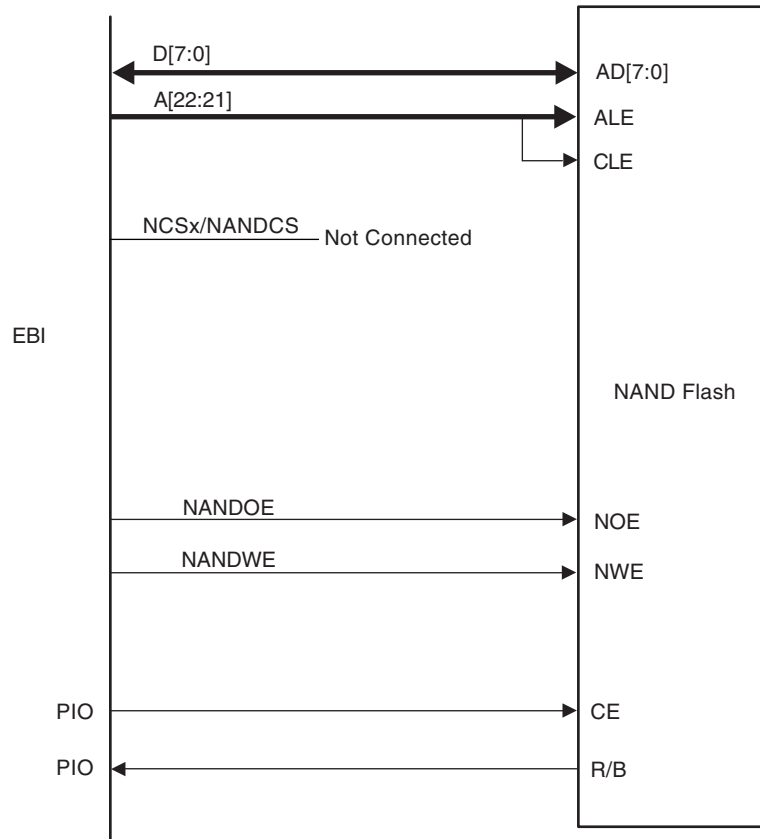 D[7:0]
AD[7:0]
A[22:21]
ALE
CLE
NCSx/NANDCS
Not Connected
EBI
NAND Flash
NANDOE
NOE
NANDWE
NWE
PIO
CE
PIO
R/B